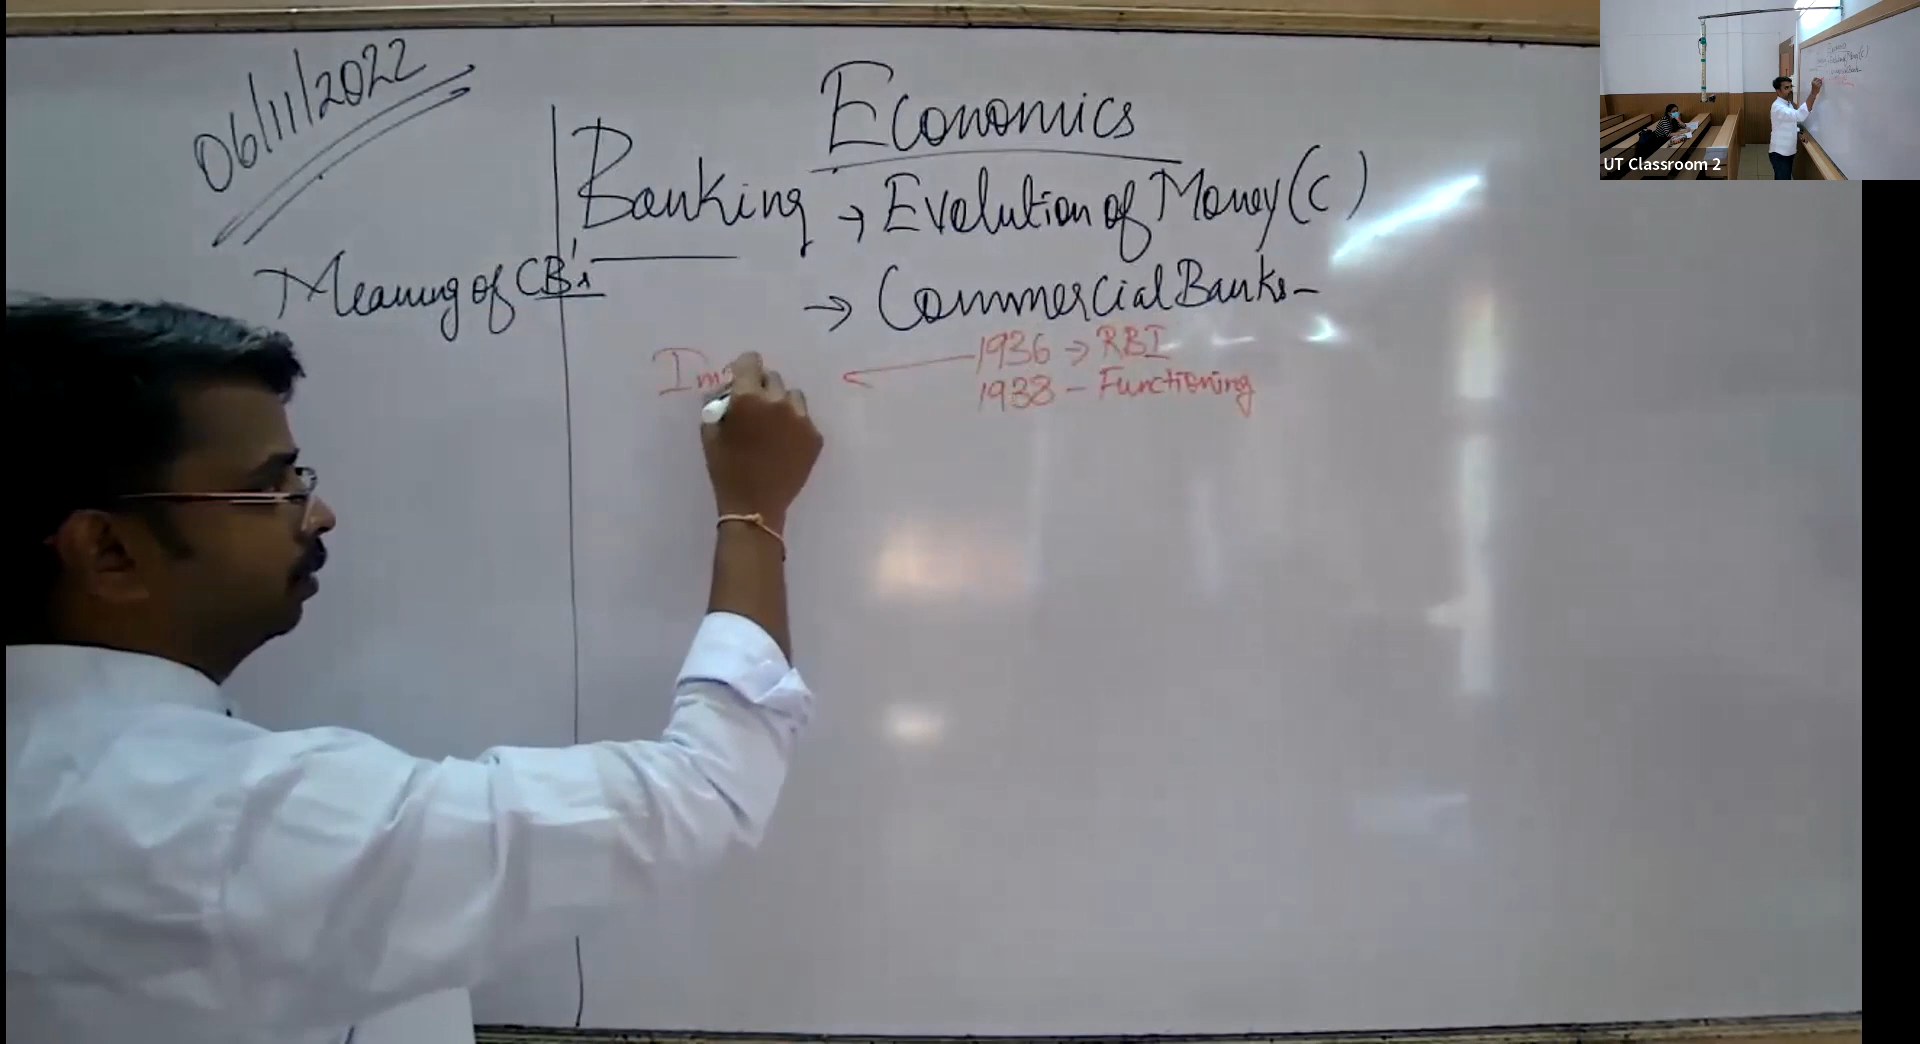 06/11/2022
Economics
Banking → Evolution of Money (C)
Meaning of CB's
→ Commercial Banks -
1936 → RBI
1938 - Functioning
UT Classroom 2